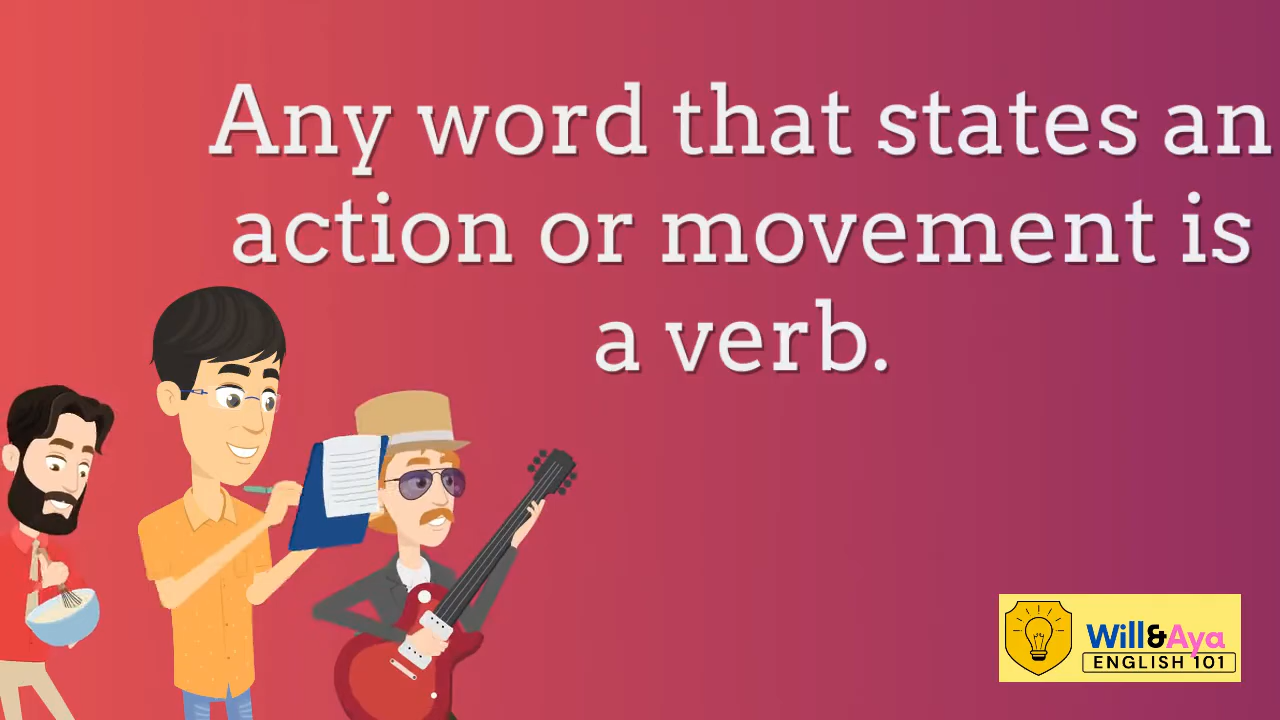 Any word that states an
action or movement is
a verb.
Will&Aya
ENGLISH 101